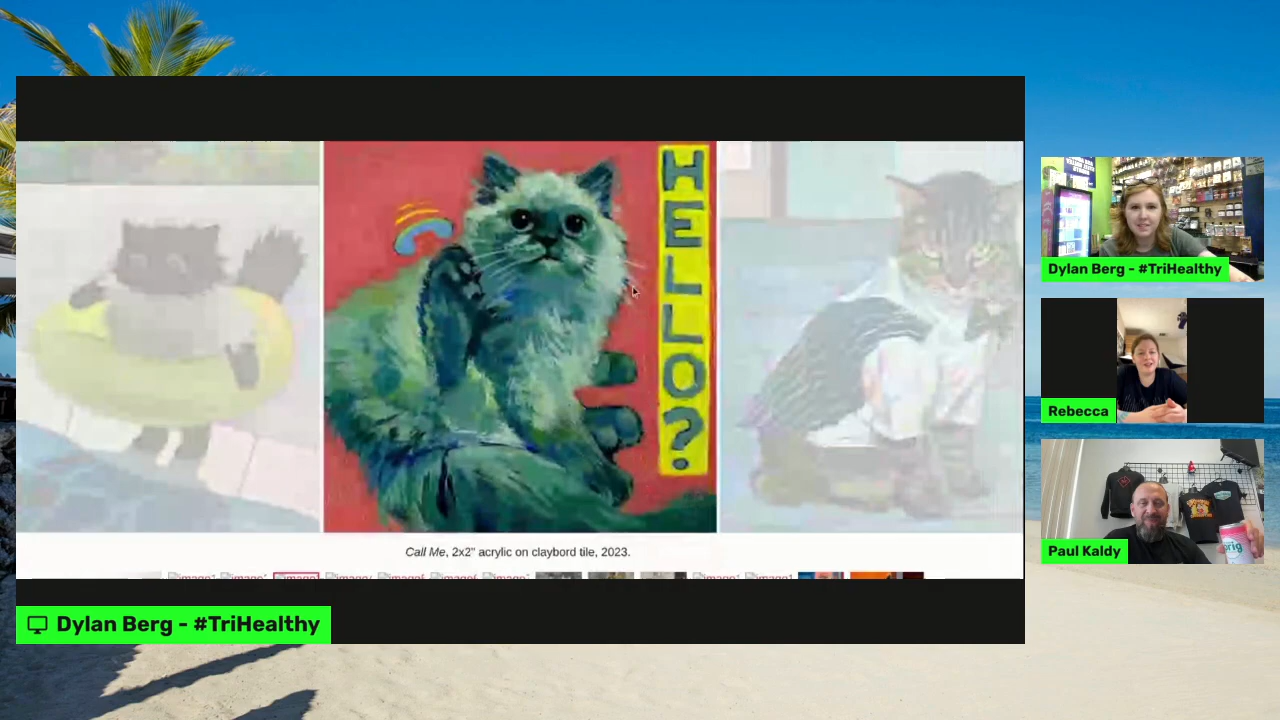 HELLO?
Call Me, 2x2" acrylic on claybord tile, 2023.
Dylan Berg - #TriHealthy
Dylan Berg - #TriHealthy
Rebecca
Paul Kaldy